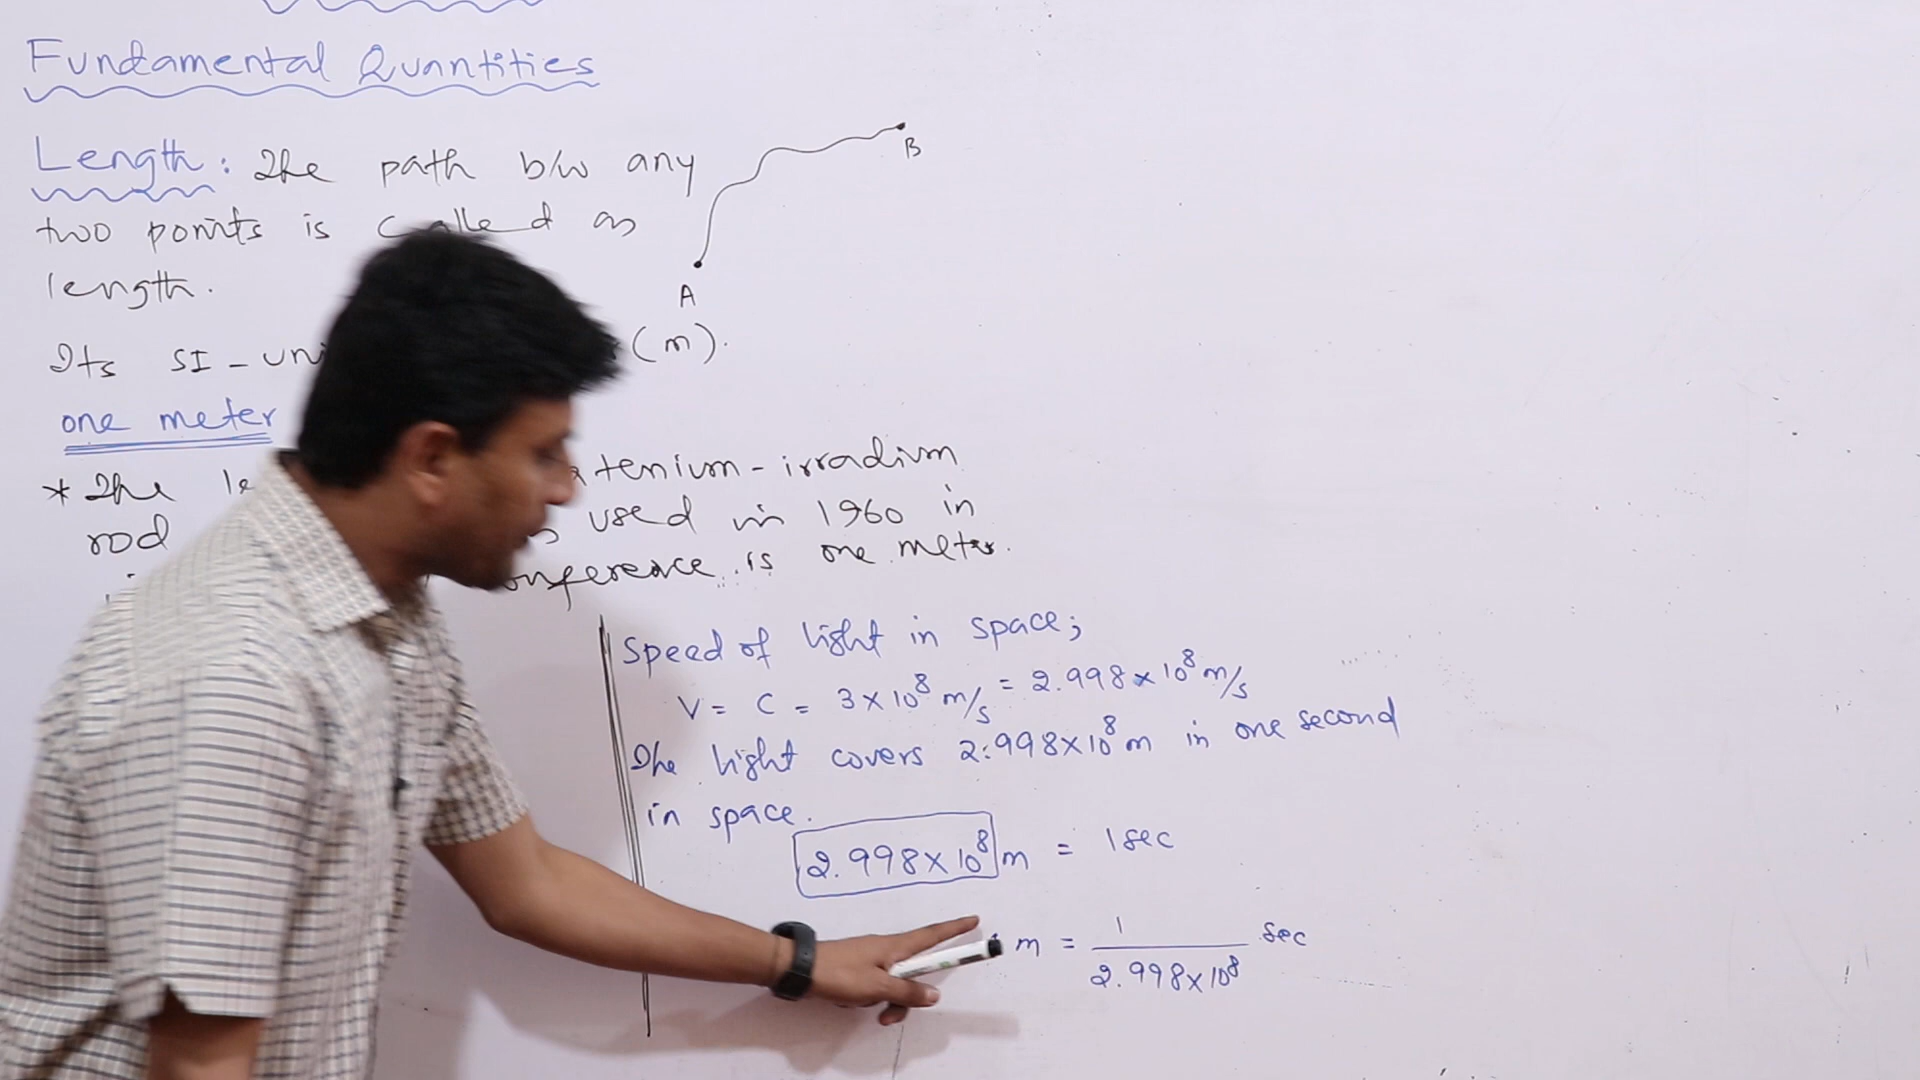 Fundamental Quantities
Length: The path b/w any
two points is called as
length.
A
B
Its SI-uni (m).
one meter
* The le atenium-irradium
rod used in 1960 in
onference is one meter.
Speed of light in space;
V = C = 3×10⁸ m/s = 2.998×10⁸ m/s
The light covers 2.998×10⁸ m in one second
in space.
2.998×10⁸ m = 1 sec
m = 1/2.998×10⁸ sec